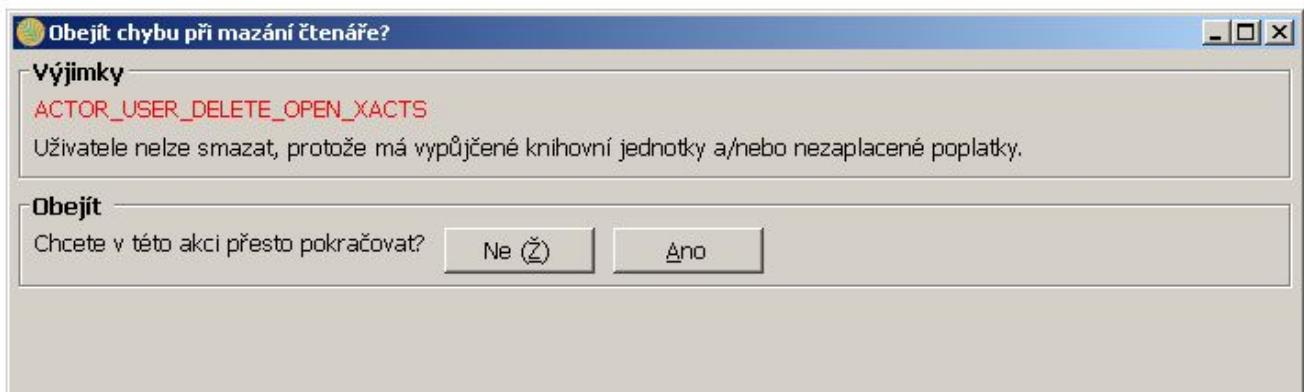 Obejít chybu při mazání čtenáře?
Výjimky
ACTOR_USER_DELETE_OPEN_XACTS
Uživatele nelze smazat, protože má vypůjčené knihovní jednotky a/nebo nezaplacené poplatky.
Obejít
Chcete v této akci přesto pokračovat? Ne (Ž) Ano